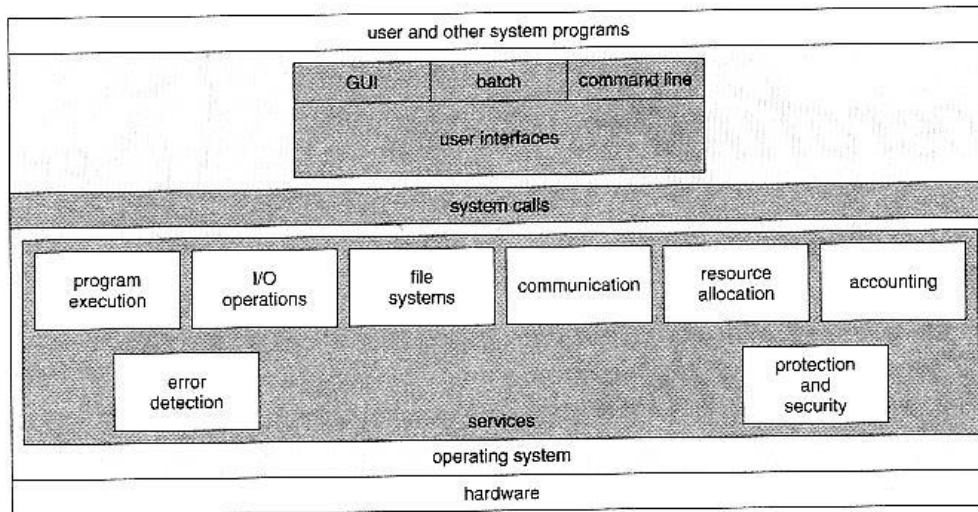 user and other system programs
GUI
batch
command line
user interfaces
system calls
program
execution
I/O
operations
file
systems
communication
resource
allocation
accounting
error
detection
protection
and
security
services
operating system
hardware